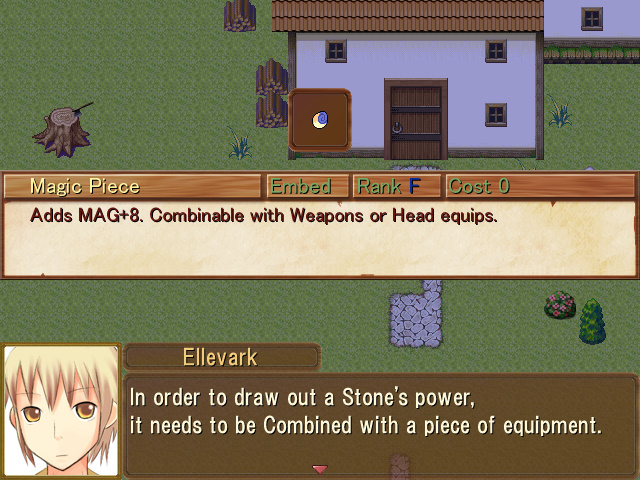 Magic Piece Embed Rank F Cost 0
Adds MAG+8. Combinable with Weapons or Head equips.
Ellevark
In order to draw out a Stone's power,
it needs to be Combined with a piece of equipment.